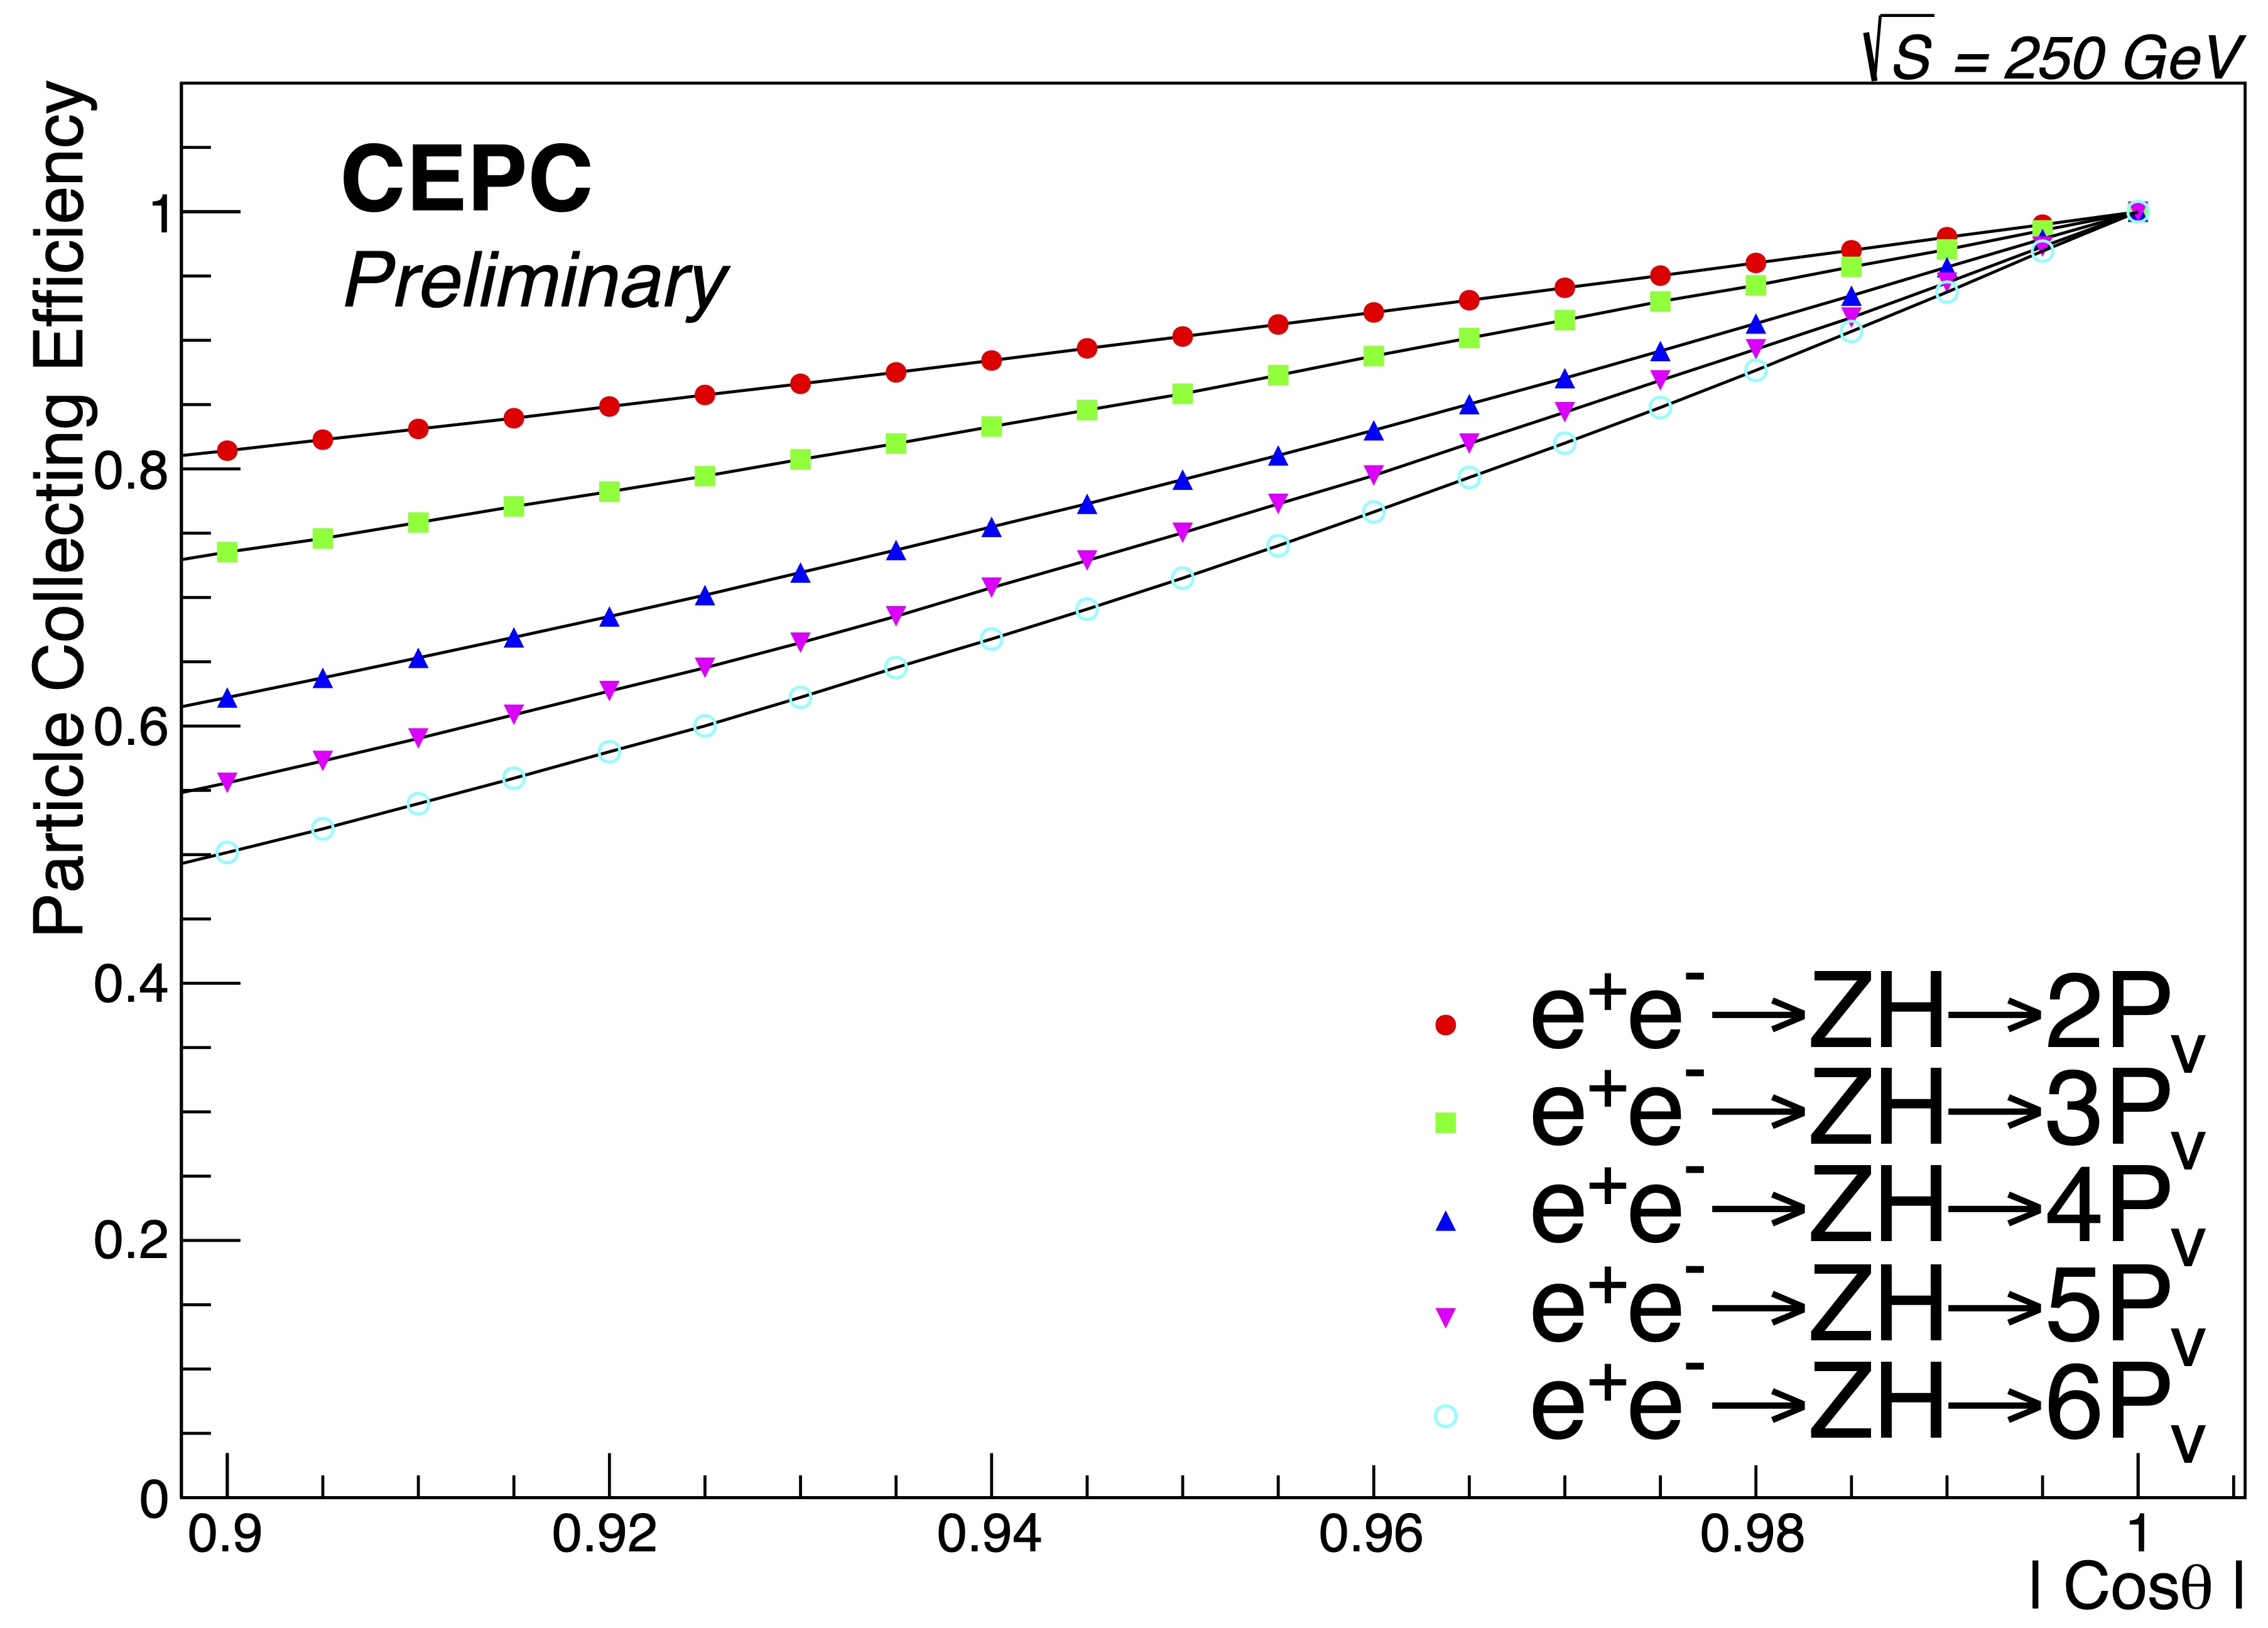 √S = 250 GeV
CEPC
Preliminary
Particle Collecting Efficiency
1
0.8
0.6
0.4
0.2
0
e⁺e⁻→ZH→2Pᵥ
e⁺e⁻→ZH→3Pᵥ
e⁺e⁻→ZH→4Pᵥ
e⁺e⁻→ZH→5Pᵥ
e⁺e⁻→ZH→6Pᵥ
0.9 0.92 0.94 0.96 0.98 1
| Cosθ |